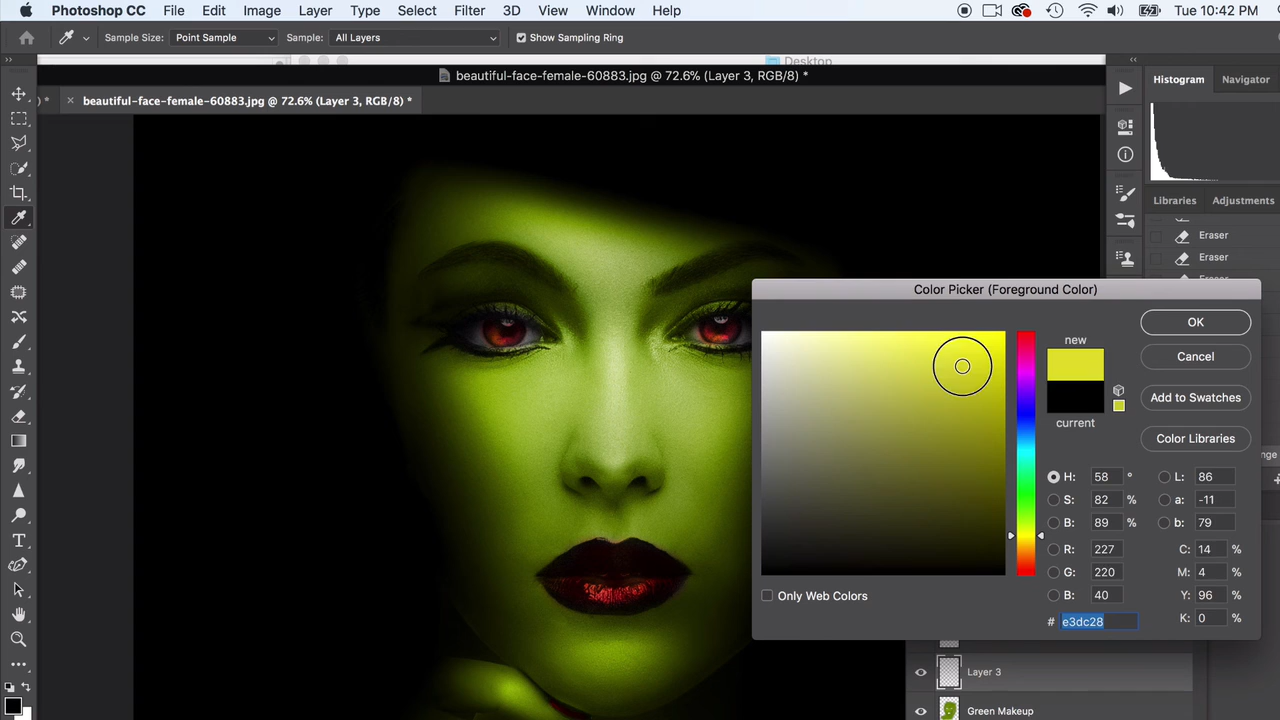 Photoshop CC File Edit Image Layer Type Select Filter 3D View Window Help Tue 10:42 PM
Sample Size: Point Sample Sample: All Layers Show Sampling Ring
Desktop
beautiful-face-female-60883.jpg @ 72.6% (Layer 3, RGB/8) *
) * × beautiful-face-female-60883.jpg @ 72.6% (Layer 3, RGB/8) *
Histogram Navigator
Libraries Adjustments
Eraser
Eraser
Color Picker (Foreground Color)
OK
new
Cancel
Add to Swatches
current
Color Libraries
H: 58 ° L: 86
S: 82 % a: -11
B: 89 % b: 79
R: 227 C: 14 %
G: 220 M: 4 %
B: 40 Y: 96 %
Only Web Colors
# e3dc28 K: 0 %
Layer 3
Green Makeup